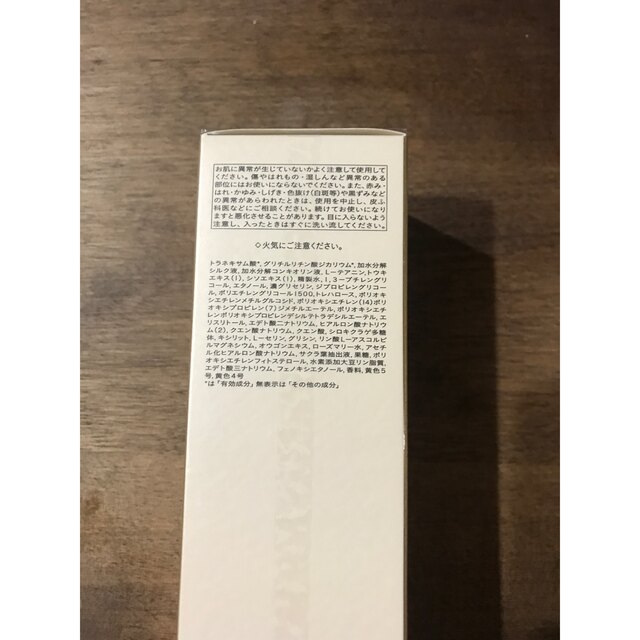 お肌に異常が生じていないかよく注意して使用して
ください。傷やはれもの・湿しんなど異常のある
部位にはお使いにならないでください。また、赤み・
はれ・かゆみ・しげき・色抜け(白斑等)や黒ずみなど
の異常があらわれたときは、使用を中止し、皮ふ
科医などにご相談ください。続けてお使いになり
ますと悪化させることがあります。目に入らないよう
注意し、入ったときはすぐに洗い流してください。
◇火気にご注意ください。
トラネキサム酸*,グリチルリチン酸ジカリウム*,加水分解
シルク液,加水分解コンキオリン液,L-テアニン,トウキ
エキス(1),シソエキス(1),精製水,1,3-ブチレングリ
コール,エタノール,濃グリセリン,ジプロピレングリコー
ル,ポリエチレングリコール1500,トレハロース,ポリオキ
シエチレンメチルグルコシド,ポリオキシエチレン(14)ポリ
オキシプロピレン(7)ジメチルエーテル,ポリオキシエチ
レンポリオキシプロピレンデシルテトラデシルエーテル,エ
リスリトール,エデト酸二ナトリウム,ヒアルロン酸ナトリウ
ム(2),クエン酸ナトリウム,クエン酸,シロキクラゲ多糖
体,キシリット,L-セリン,グリシン,リン酸L-アスコルビ
ルマグネシウム,オウゴンエキス,ローズマリー水,アセチ
ル化ヒアルロン酸ナトリウム,サクラ葉抽出液,果糖,ポリ
オキシエチレンフィトステロール,水素添加大豆リン脂質,
エデト酸三ナトリウム,フェノキシエタノール,香料,黄色5
号,黄色4号
*は「有効成分」無表示は「その他の成分」